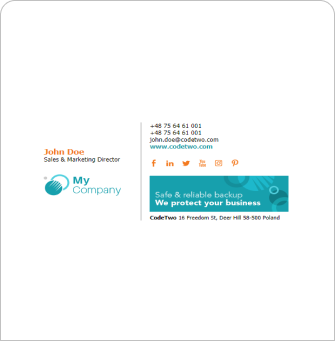 John Doe
Sales & Marketing Director
My
Company
+48 75 64 61 001
+48 75 64 61 001
john.doe@codetwo.com
www.codetwo.com
Safe & reliable backup
We protect your business
CodeTwo 16 Freedom St, Deer Hill 58-500 Poland